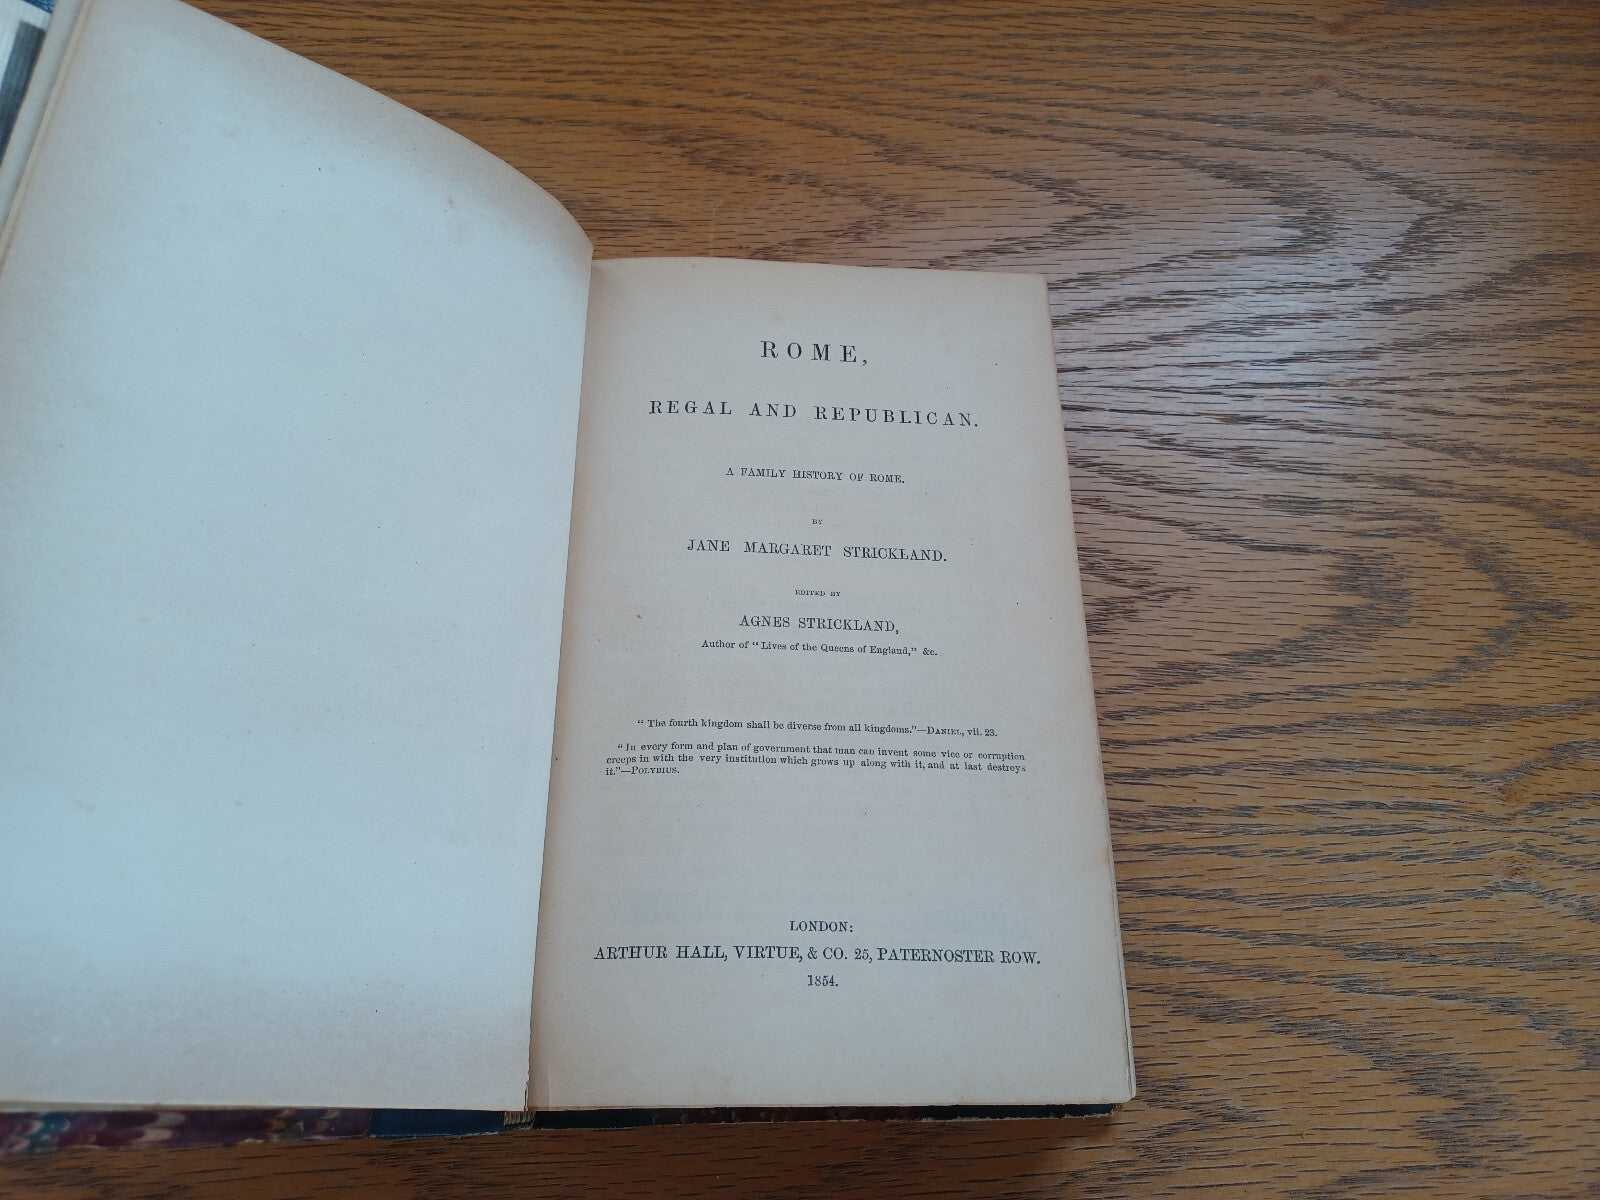 ROME,
REGAL AND REPUBLICAN.
A FAMILY HISTORY OF ROME.
BY
JANE MARGARET STRICKLAND.
EDITED BY
AGNES STRICKLAND,
Author of "Lives of the Queens of England," &c.
"The fourth kingdom shall be diverse from all kingdoms."—DANIEL, vii. 23.
"In every form and plan of government that man can invent some vice or corruption
creeps in with the very institution which grows up along with it, and at last destroys
it."—POLYBIUS.
LONDON:
ARTHUR HALL, VIRTUE, & CO. 25, PATERNOSTER ROW.
1854.